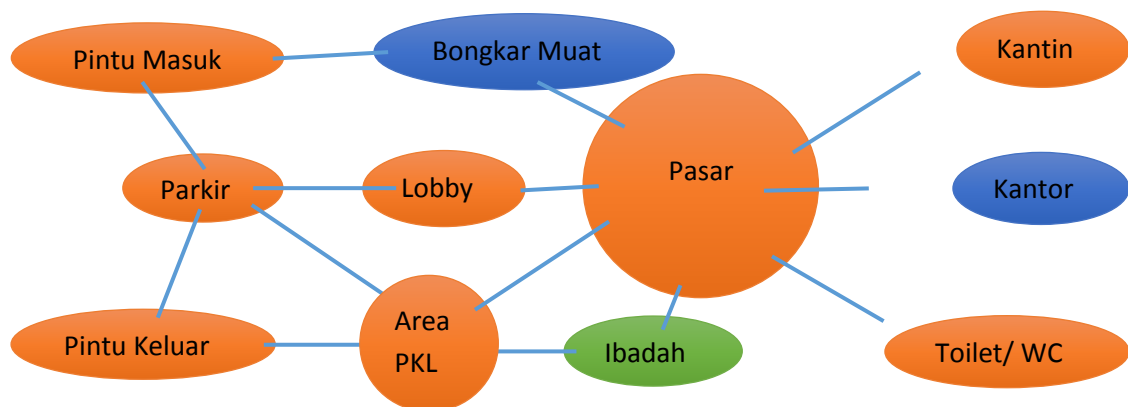 Pintu Masuk
Bongkar Muat
Kantin
Parkir
Lobby
Pasar
Kantor
Pintu Keluar
Area
PKL
Ibadah
Toilet/ WC